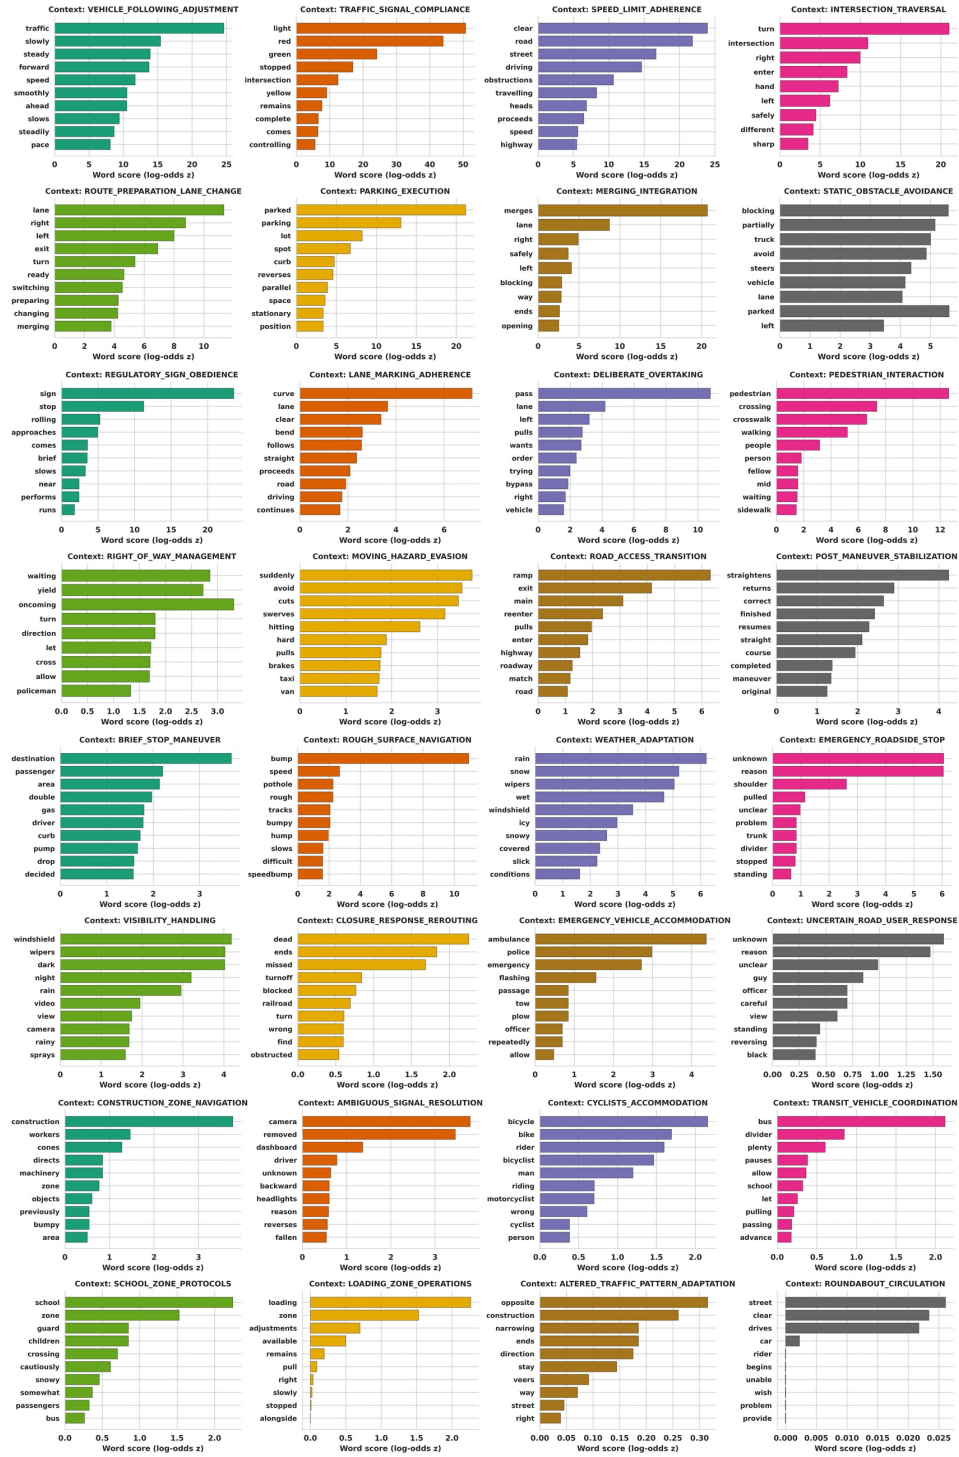 Context: VEHICLE_FOLLOWING_ADJUSTMENT
traffic
slowly
steady
forward
speed
smoothly
ahead
slows
steadily
pace
0 5 10 15 20 25
Word score (log-odds z)
Context: TRAFFIC_SIGNAL_COMPLIANCE
light
red
green
stopped
intersection
yellow
remains
complete
comes
controlling
0 10 20 30 40 50
Word score (log-odds z)
Context: SPEED_LIMIT_ADHERENCE
clear
road
street
driving
obstructions
travelling
heads
proceeds
speed
highway
0 5 10 15 20 25
Word score (log-odds z)
Context: INTERSECTION_TRAVERSAL
turn
intersection
right
enter
hand
left
safely
different
sharp
0 5 10 15 20
Word score (log-odds z)
Context: ROUTE_PREPARATION_LANE_CHANGE
lane
right
left
exit
turn
ready
switching
preparing
changing
merging
0 2 4 6 8 10
Word score (log-odds z)
Context: PARKING_EXECUTION
parked
parking
lot
spot
curb
reverses
parallel
space
stationary
position
0 5 10 15 20
Word score (log-odds z)
Context: MERGING_INTEGRATION
merges
lane
right
safely
left
blocking
way
ends
opening
0 5 10 15 20
Word score (log-odds z)
Context: STATIC_OBSTACLE_AVOIDANCE
blocking
partially
truck
avoid
steers
vehicle
lane
parked
left
0 1 2 3 4 5
Word score (log-odds z)
Context: REGULATORY_SIGN_OBEDIENCE
sign
stop
rolling
approaches
comes
brief
slows
near
performs
runs
0 5 10 15 20
Word score (log-odds z)
Context: LANE_MARKING_ADHERENCE
curve
lane
clear
bend
follows
straight
proceeds
road
driving
continues
0 2 4 6
Word score (log-odds z)
Context: DELIBERATE_OVERTAKING
pass
lane
left
pulls
wants
order
trying
bypass
right
vehicle
0 2 4 6 8 10
Word score (log-odds z)
Context: PEDESTRIAN_INTERACTION
pedestrian
crossing
crosswalk
walking
people
person
fellow
mid
waiting
sidewalk
0 2 4 6 8 10 12
Word score (log-odds z)
Context: RIGHT_OF_WAY_MANAGEMENT
waiting
yield
oncoming
turn
direction
let
cross
allow
policeman
0.0 0.5 1.0 1.5 2.0 2.5 3.0
Word score (log-odds z)
Context: MOVING_HAZARD_EVASION
suddenly
avoid
cuts
swerves
hitting
hard
pulls
brakes
taxi
van
0 1 2 3
Word score (log-odds z)
Context: ROAD_ACCESS_TRANSITION
ramp
exit
main
reenter
pulls
enter
highway
roadway
match
road
0 1 2 3 4 5 6
Word score (log-odds z)
Context: POST_MANEUVER_STABILIZATION
straightens
returns
correct
finished
resumes
straight
course
completed
maneuver
original
0 1 2 3 4
Word score (log-odds z)
Context: BRIEF_STOP_MANEUVER
destination
passenger
area
double
gas
driver
curb
pump
drop
decided
0 1 2 3
Word score (log-odds z)
Context: ROUGH_SURFACE_NAVIGATION
bump
speed
pothole
rough
tracks
bumpy
hump
slows
difficult
speedbump
0 2 4 6 8 10
Word score (log-odds z)
Context: WEATHER_ADAPTATION
rain
snow
wipers
wet
windshield
icy
snowy
covered
slick
conditions
0 1 2 3 4 5 6
Word score (log-odds z)
Context: EMERGENCY_ROADSIDE_STOP
unknown
reason
shoulder
pulled
unclear
problem
trunk
divider
stopped
standing
0 1 2 3 4 5 6
Word score (log-odds z)
Context: VISIBILITY_HANDLING
windshield
wipers
dark
night
rain
video
view
camera
rainy
sprays
0 1 2 3 4
Word score (log-odds z)
Context: CLOSURE_RESPONSE_REROUTING
dead
ends
missed
turnoff
blocked
railroad
turn
wrong
find
obstructed
0.0 0.5 1.0 1.5 2.0
Word score (log-odds z)
Context: EMERGENCY_VEHICLE_ACCOMMODATION
ambulance
police
emergency
flashing
passage
tow
plow
officer
repeatedly
allow
0 1 2 3 4
Word score (log-odds z)
Context: UNCERTAIN_ROAD_USER_RESPONSE
unknown
reason
unclear
guy
officer
careful
view
standing
reversing
black
0.00 0.25 0.50 0.75 1.00 1.25 1.50
Word score (log-odds z)
Context: CONSTRUCTION_ZONE_NAVIGATION
construction
workers
cones
directs
machinery
zone
objects
previously
bumpy
area
0 1 2 3
Word score (log-odds z)
Context: AMBIGUOUS_SIGNAL_RESOLUTION
camera
removed
dashboard
driver
unknown
backward
headlights
reason
reverses
fallen
0 1 2 3
Word score (log-odds z)
Context: CYCLISTS_ACCOMMODATION
bicycle
bike
rider
bicyclist
man
riding
motorcyclist
wrong
cyclist
person
0.0 0.5 1.0 1.5 2.0
Word score (log-odds z)
Context: TRANSIT_VEHICLE_COORDINATION
bus
divider
plenty
pauses
allow
school
let
pulling
passing
advance
0.0 0.5 1.0 1.5 2.0
Word score (log-odds z)
Context: SCHOOL_ZONE_PROTOCOLS
school
zone
guard
children
crossing
cautiously
snowy
somewhat
passengers
bus
0.0 0.5 1.0 1.5 2.0
Word score (log-odds z)
Context: LOADING_ZONE_OPERATIONS
loading
zone
adjustments
available
remains
pull
right
slowly
stopped
alongside
0.0 0.5 1.0 1.5 2.0
Word score (log-odds z)
Context: ALTERED_TRAFFIC_PATTERN_ADAPTATION
opposite
construction
narrowing
ends
direction
stay
veers
way
street
right
0.00 0.05 0.10 0.15 0.20 0.25 0.30
Word score (log-odds z)
Context: ROUNDABOUT_CIRCULATION
street
clear
drives
car
rider
begins
unable
wish
problem
provide
0.000 0.005 0.010 0.015 0.020 0.025
Word score (log-odds z)